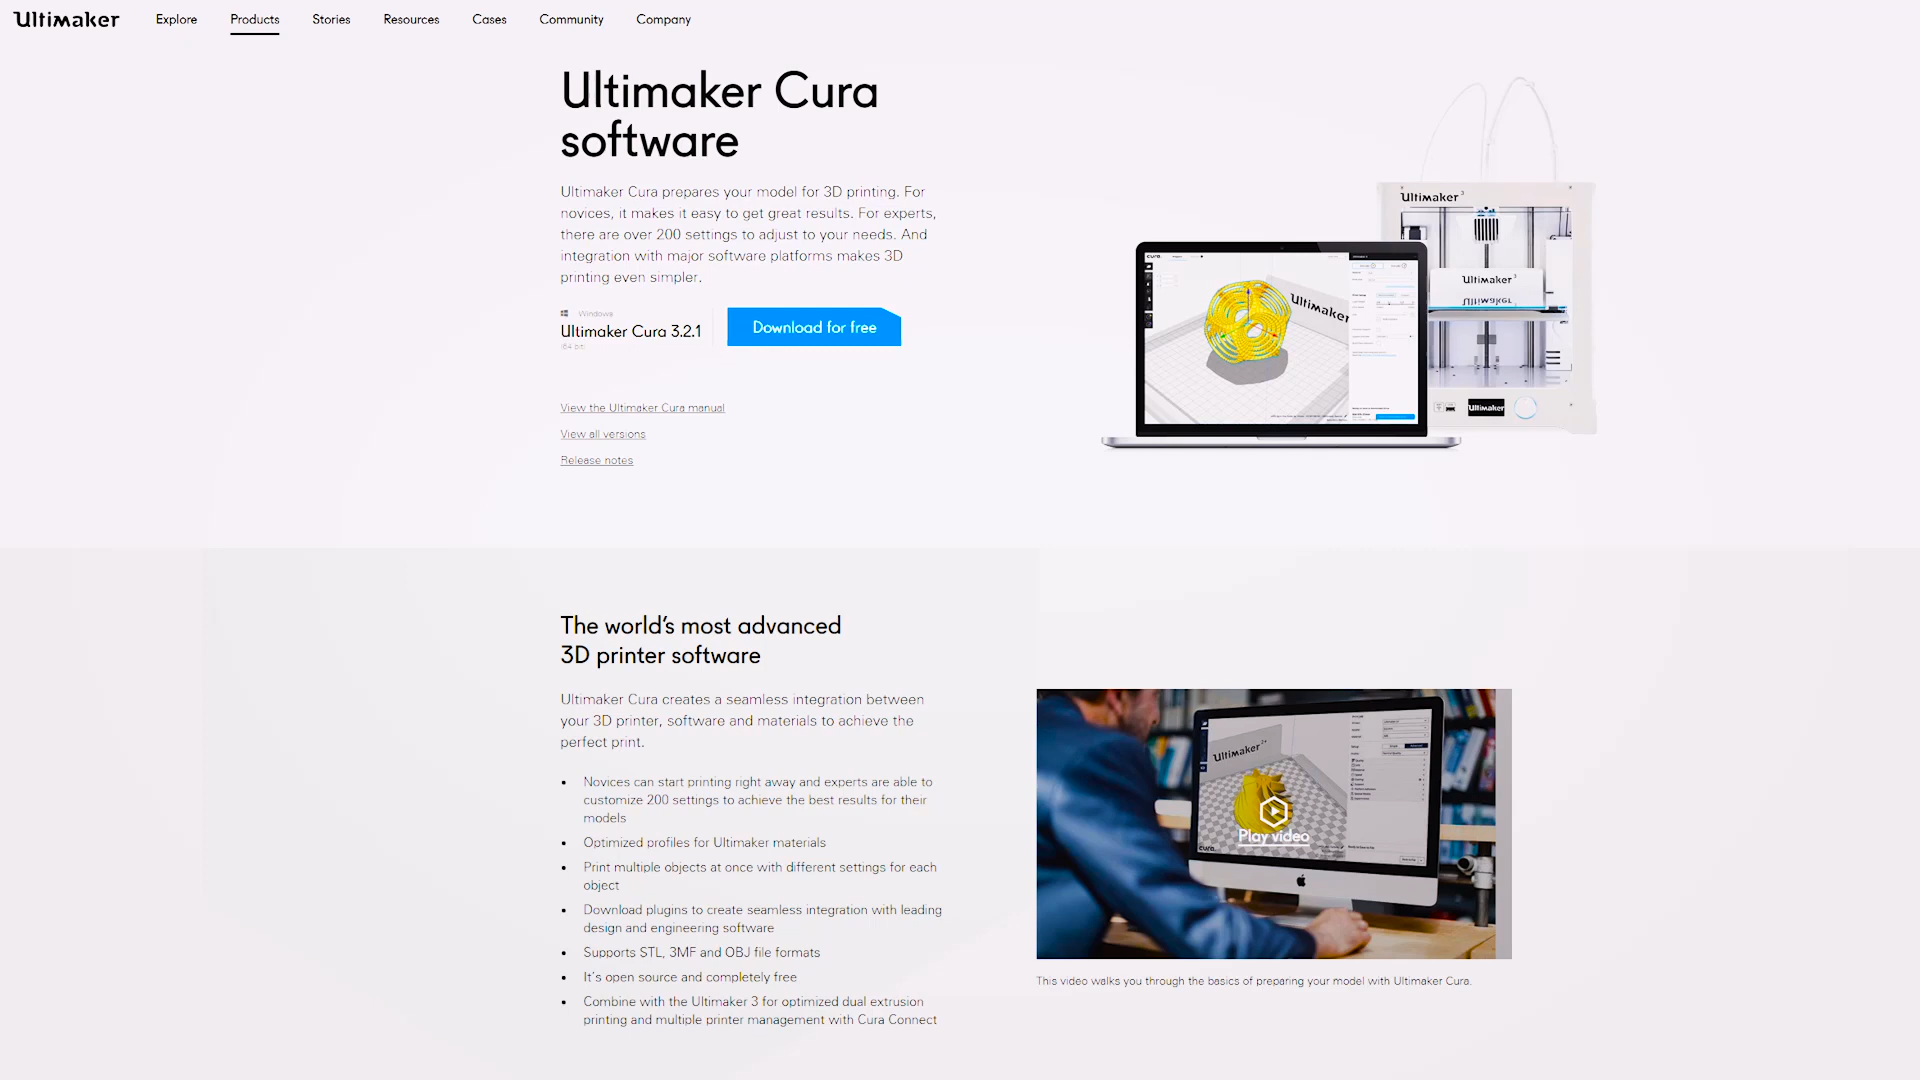 Ultimaker
Explore
Products
Stories
Resources
Cases
Community
Company
Ultimaker Cura
software
Ultimaker Cura prepares your model for 3D printing. For
novices, it makes it easy to get great results. For experts,
there are over 200 settings to adjust to your needs. And
integration with major software platforms makes 3D
printing even simpler.
Windows
Ultimaker Cura 3.2.1
(64 bit)
Download for free
View the Ultimaker Cura manual
View all versions
Release notes
Ultimaker 3
Ultimaker 3
Ultimaker
cura
Ultimaker
The world's most advanced
3D printer software
Ultimaker Cura creates a seamless integration between
your 3D printer, software and materials to achieve the
perfect print.
• Novices can start printing right away and experts are able to
customize 200 settings to achieve the best results for their
models
• Optimized profiles for Ultimaker materials
• Print multiple objects at once with different settings for each
object
• Download plugins to create seamless integration with leading
design and engineering software
• Supports STL, 3MF and OBJ file formats
• It's open source and completely free
• Combine with the Ultimaker 3 for optimized dual extrusion
printing and multiple printer management with Cura Connect
Ultimaker 2+
Play video
cura
This video walks you through the basics of preparing your model with Ultimaker Cura.